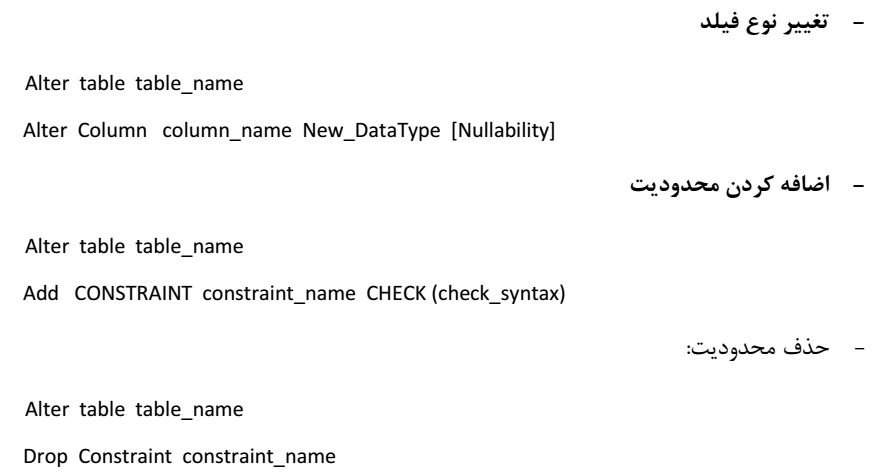 - تغییر نوع فیلد
Alter table table_name
Alter Column column_name New_DataType [Nullability]
- اضافه کردن محدودیت
Alter table table_name
Add CONSTRAINT constraint_name CHECK (check_syntax)
- حذف محدودیت:
Alter table table_name
Drop Constraint constraint_name